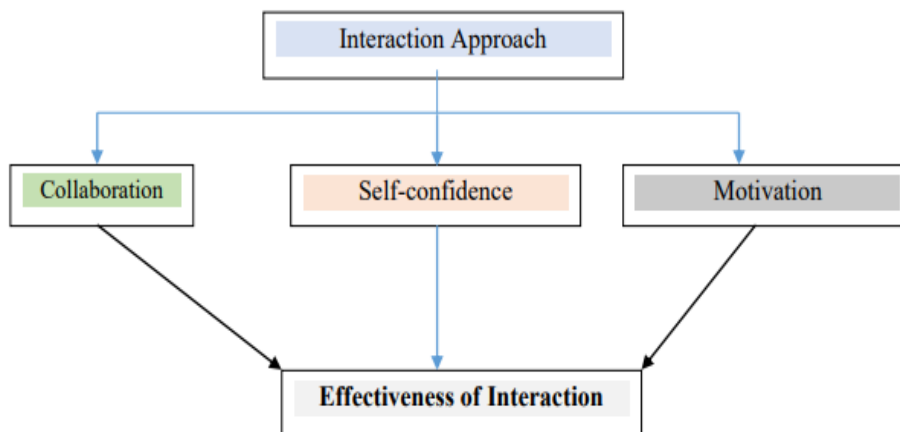 Interaction Approach
Collaboration
Self-confidence
Motivation
Effectiveness of Interaction